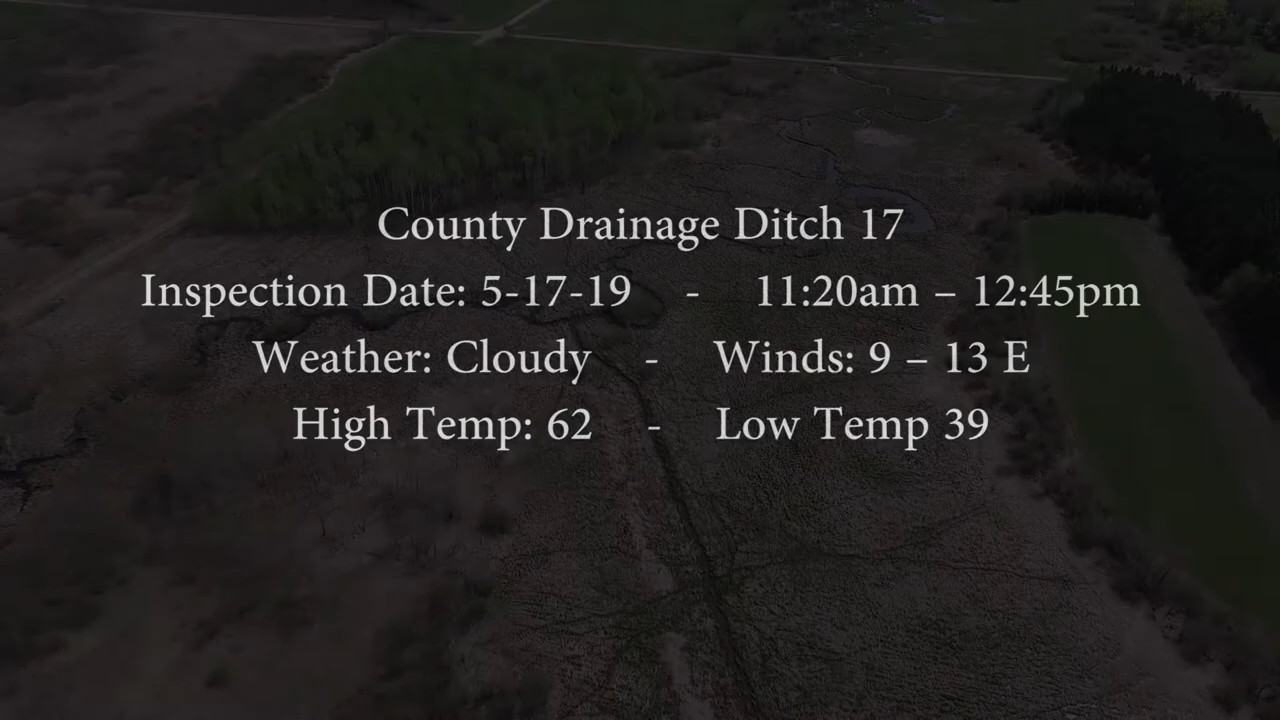 County Drainage Ditch 17
Inspection Date: 5-17-19 - 11:20am – 12:45pm
Weather: Cloudy - Winds: 9 – 13 E
High Temp: 62 - Low Temp 39